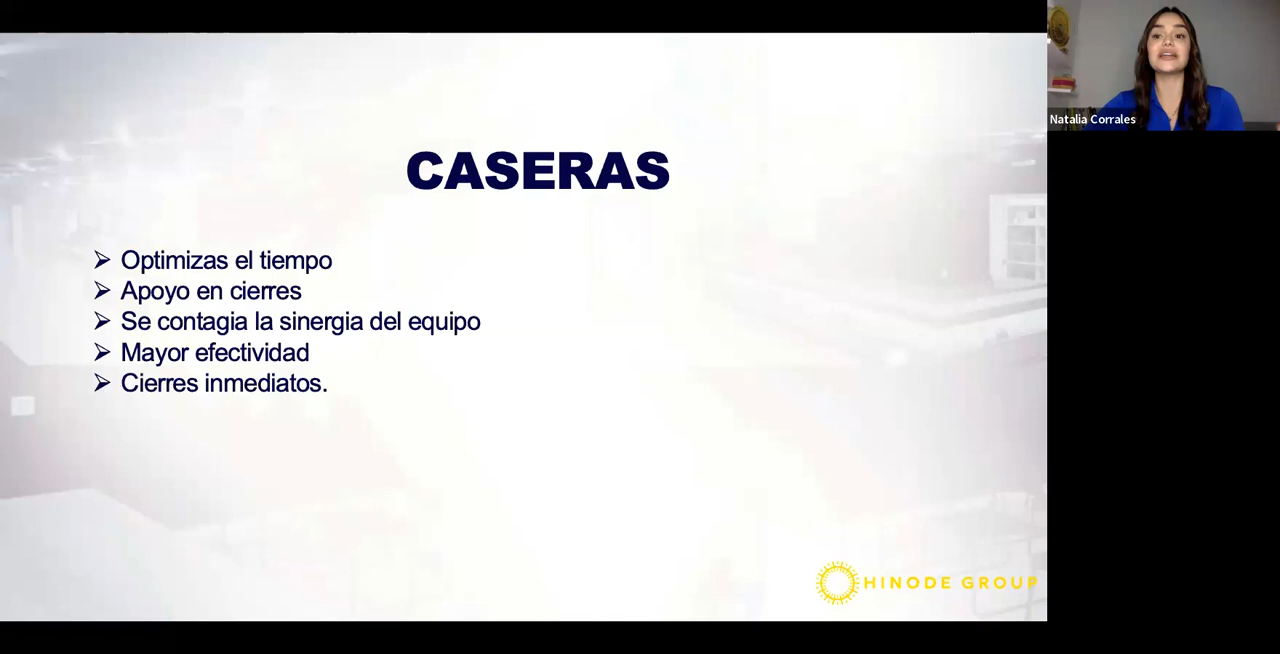 CASERAS
Optimizas el tiempo
Apoyo en cierres
Se contagia la sinergia del equipo
Mayor efectividad
Cierres inmediatos.
HINODE GROUP
Natalia Corrales